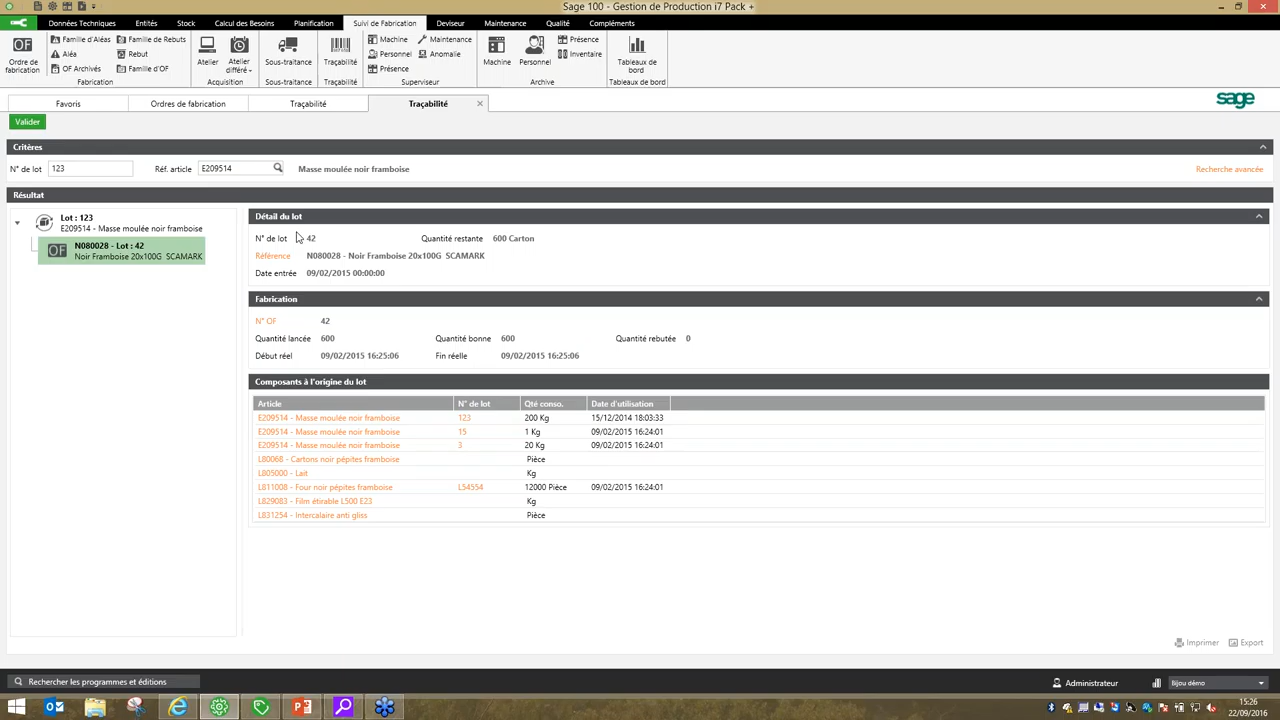 Sage 100 - Gestion de Production i7 Pack +
Données Techniques Entités Stock Calcul des Besoins Planification Suivi de Fabrication Deviseur Maintenance Qualité Compléments
OF Famille d'Aléas Famille de Rebuts Machine Maintenance Présence
Aléa Rebut Personnel Anomalie Inventaire
Ordre de fabrication OF Archivés Famille d'OF Atelier Atelier différé Sous-traitance Traçabilité Présence Machine Personnel Tableaux de bord
Fabrication Acquisition Sous-traitance Traçabilité Superviseur Archive Tableaux de bord
Favoris Ordres de fabrication Traçabilité Traçabilité
sage
Valider
Critères
N° de lot 123 Réf. article E209514 Masse moulée noir framboise Recherche avancée
Résultat
Lot : 123
E209514 - Masse moulée noir framboise
OF N080028 - Lot : 42
Noir Framboise 20x100G SCAMARK
Détail du lot
N° de lot 42 Quantité restante 600 Carton
Référence N080028 - Noir Framboise 20x100G SCAMARK
Date entrée 09/02/2015 00:00:00
Fabrication
N° OF 42
Quantité lancée 600 Quantité bonne 600 Quantité rebutée 0
Début réel 09/02/2015 16:25:06 Fin réelle 09/02/2015 16:25:06
Composants à l'origine du lot
Article N° de lot Qté conso. Date d'utilisation
E209514 - Masse moulée noir framboise 123 200 Kg 15/12/2014 18:03:33
E209514 - Masse moulée noir framboise 15 1 Kg 09/02/2015 16:24:01
E209514 - Masse moulée noir framboise 3 20 Kg 09/02/2015 16:24:01
L80068 - Cartons noir pépites framboise Pièce
L805000 - Lait Kg
L811008 - Four noir pépites framboise L54554 12000 Pièce 09/02/2015 16:24:01
L829083 - Film étirable L500 E23 Kg
L831254 - Intercalaire anti gliss Pièce
Imprimer Export
Rechercher les programmes et éditions Administrateur Bijou démo
15:26
22/09/2016